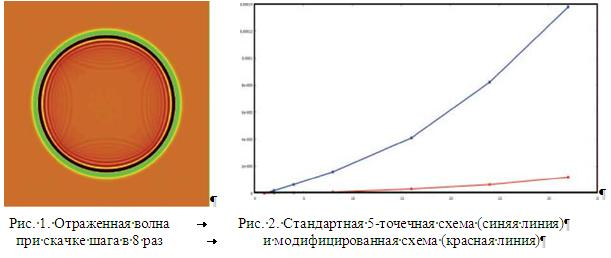 Рис. 1. Отраженная волна
при скачке шага в 8 раз
Рис. 2. Стандартная 5-точечная схема (синяя линия)¶
и модифицированная схема (красная линия)¶